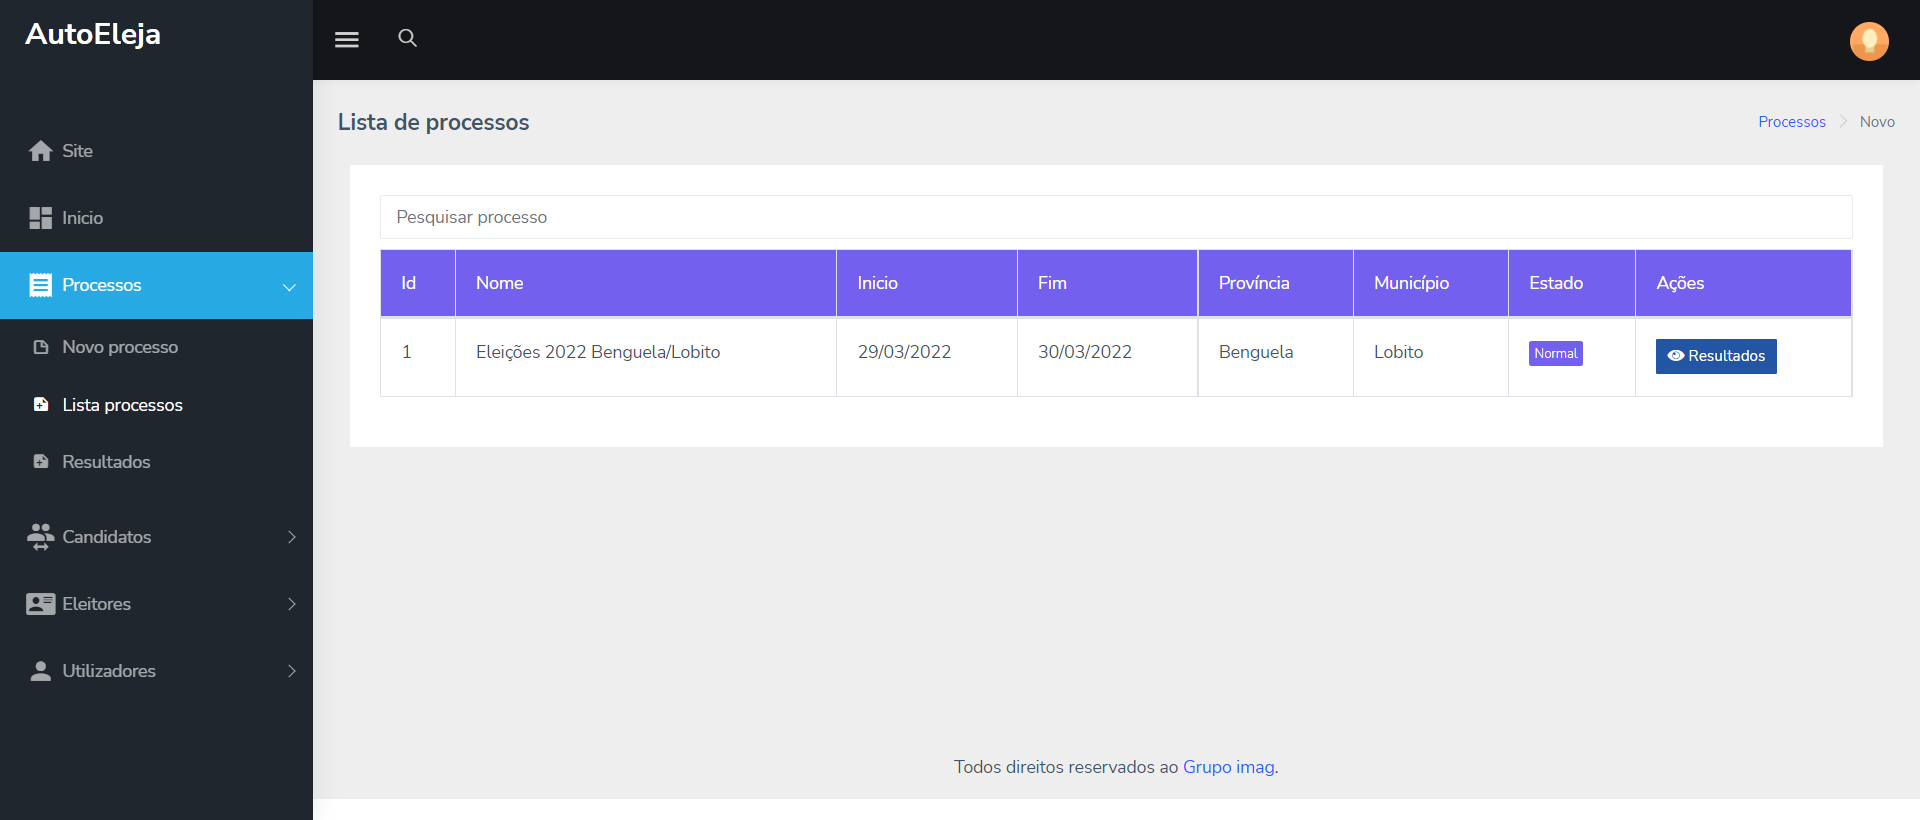 AutoEleja
Site
Inicio
Processos
Novo processo
Lista processos
Resultados
Candidatos
Eleitores
Utilizadores
Lista de processos
Processos Novo
Pesquisar processo
Id Nome Inicio Fim Província Município Estado Ações
1 Eleições 2022 Benguela/Lobito 29/03/2022 30/03/2022 Benguela Lobito Normal Resultados
Todos direitos reservados ao Grupo imag.